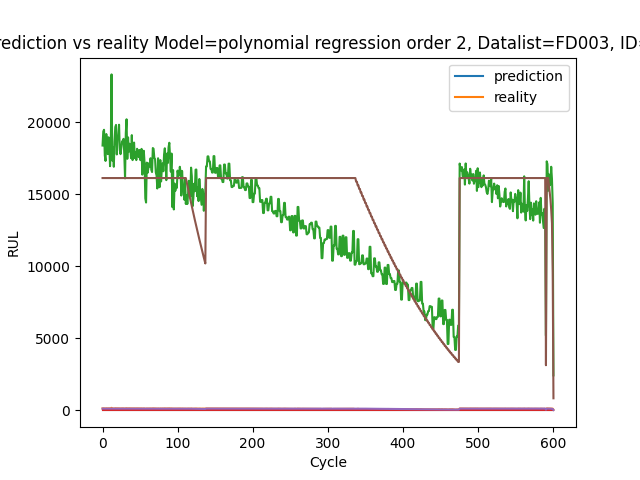 rediction vs reality Model=polynomial regression order 2, Datalist=FD003, ID=
prediction
reality
20000
15000
10000
5000
0
RUL
0 100 200 300 400 500 600
Cycle